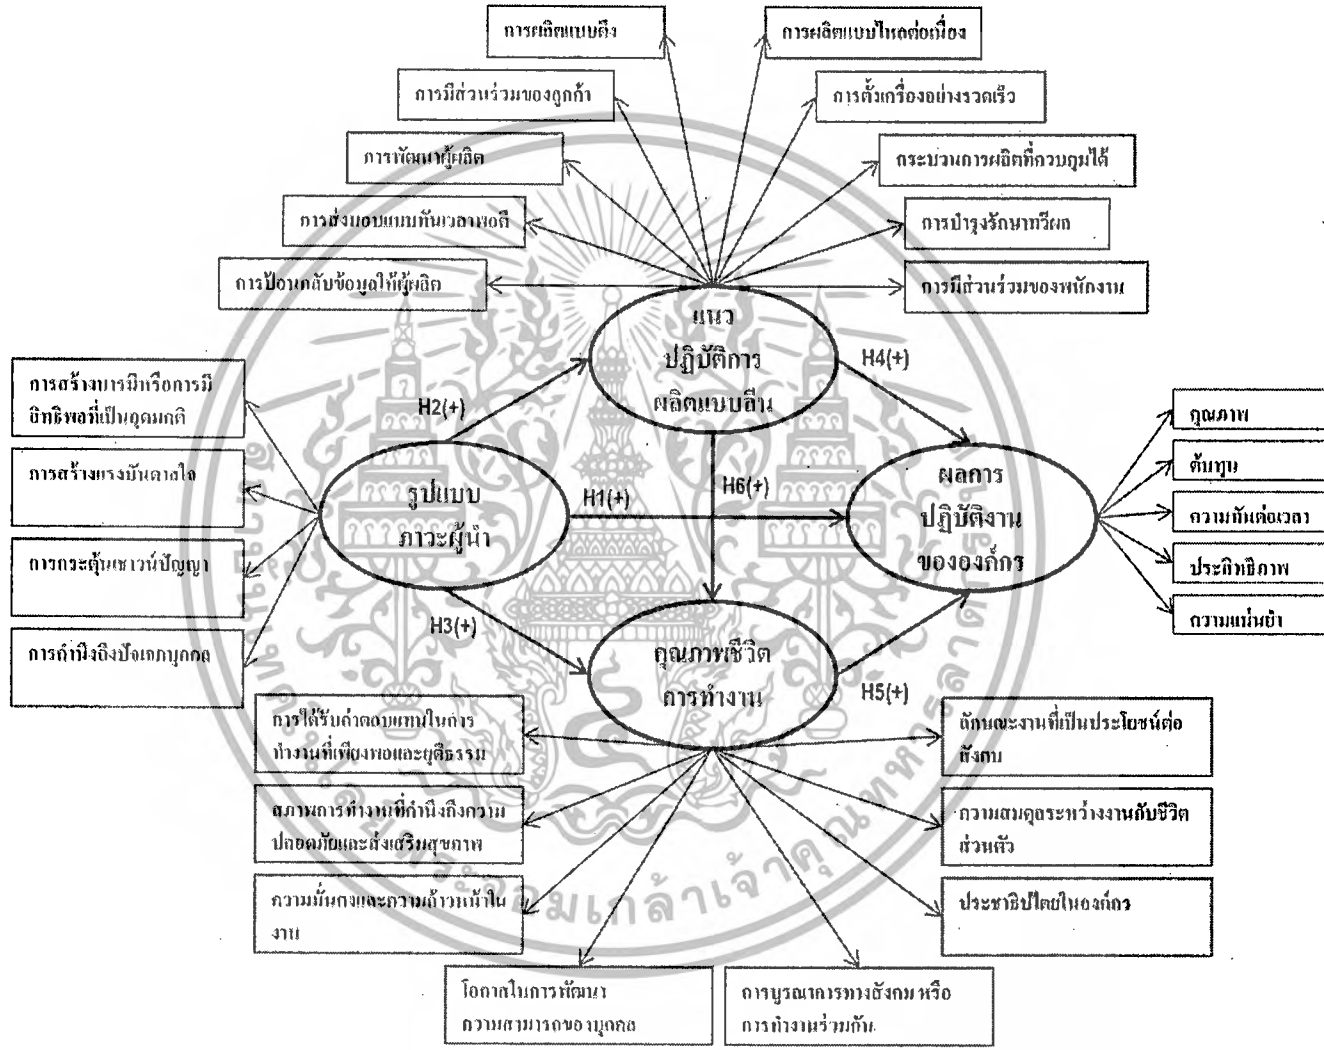 การผลิตแบบดึง
การผลิตแบบไหลต่อเนื่อง
การมีส่วนร่วมของลูกค้า
การตั้งเครื่องอย่างรวดเร็ว
การพัฒนาผู้ผลิต
กระบวนการผลิตที่ควบคุมได้
การส่งมอบแบบทันเวลาพอดี
การบำรุงรักษาทวีผล
การป้อนกลับข้อมูลให้ผู้ผลิต
การมีส่วนร่วมของพนักงาน
แนว
ปฏิบัติการ
ผลิตแบบลีน
H4(+)
การสร้างบารมีหรือการมี
อิทธิพลที่เป็นอุดมคติ
H2(+)
คุณภาพ
การสร้างแรงบันดาลใจ
ต้นทุน
รูปแบบ
ภาวะผู้นำ
H1(+)
H6(+)
ผลการ
ปฏิบัติงาน
ขององค์กร
ความทันต่อเวลา
การกระตุ้นเชาวน์ปัญญา
ประสิทธิภาพ
ความแม่นยำ
การคำนึงถึงปัจเจกบุคคล
H3(+)
คุณภาพชีวิต
การทำงาน
H5(+)
การได้รับค่าตอบแทนในการ
ทำงานที่เพียงพอและยุติธรรม
ลักษณะงานที่เป็นประโยชน์ต่อ
สังคม
สภาพการทำงานที่คำนึงถึงความ
ปลอดภัยและส่งเสริมสุขภาพ
ความสมดุลระหว่างงานกับชีวิต
ส่วนตัว
ความมั่นคงและความก้าวหน้าใน
งาน
ประชาธิปไตยในองค์กร
โอกาสในการพัฒนา
ความสามารถของบุคคล
การบูรณาการทางสังคม หรือ
การทำงานร่วมกัน